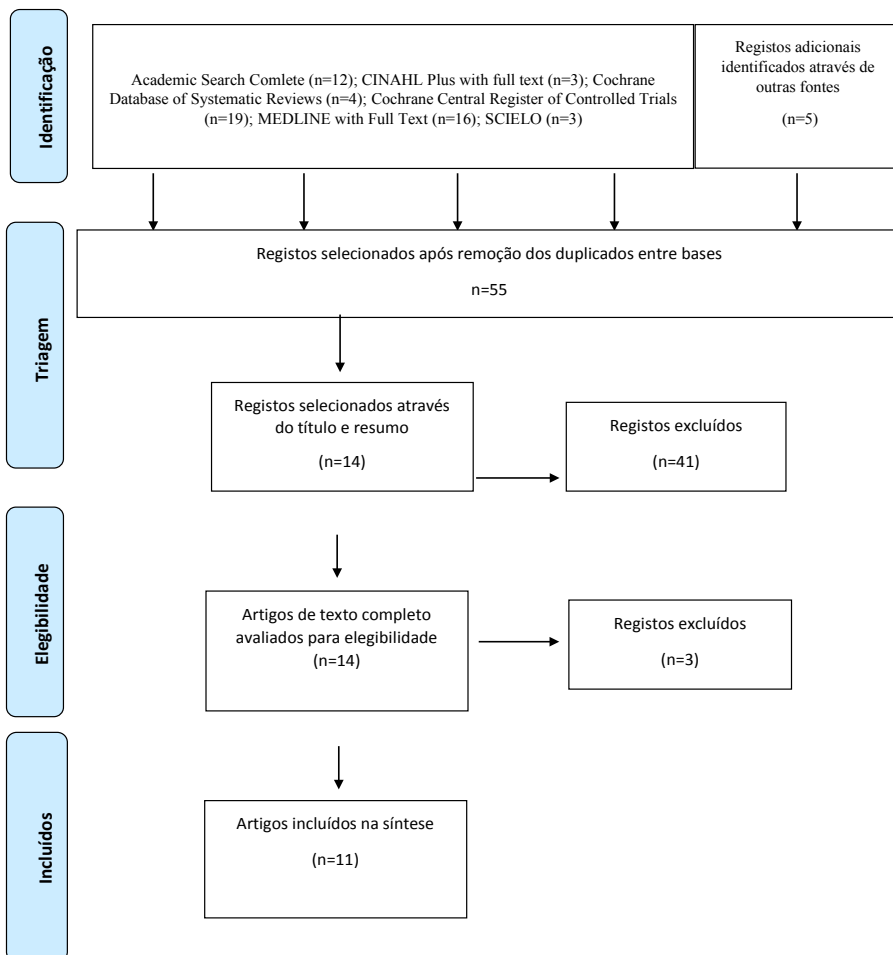 Identificação
Academic Search Comlete (n=12); CINAHL Plus with full text (n=3); Cochrane
Database of Systematic Reviews (n=4); Cochrane Central Register of Controlled Trials
(n=19); MEDLINE with Full Text (n=16); SCIELO (n=3)
Registos adicionais
identificados através de
outras fontes
(n=5)
Triagem
Registos selecionados após remoção dos duplicados entre bases
n=55
Registos selecionados através
do título e resumo
(n=14)
Registos excluídos
(n=41)
Elegibilidade
Artigos de texto completo
avaliados para elegibilidade
(n=14)
Registos excluídos
(n=3)
Incluídos
Artigos incluídos na síntese
(n=11)